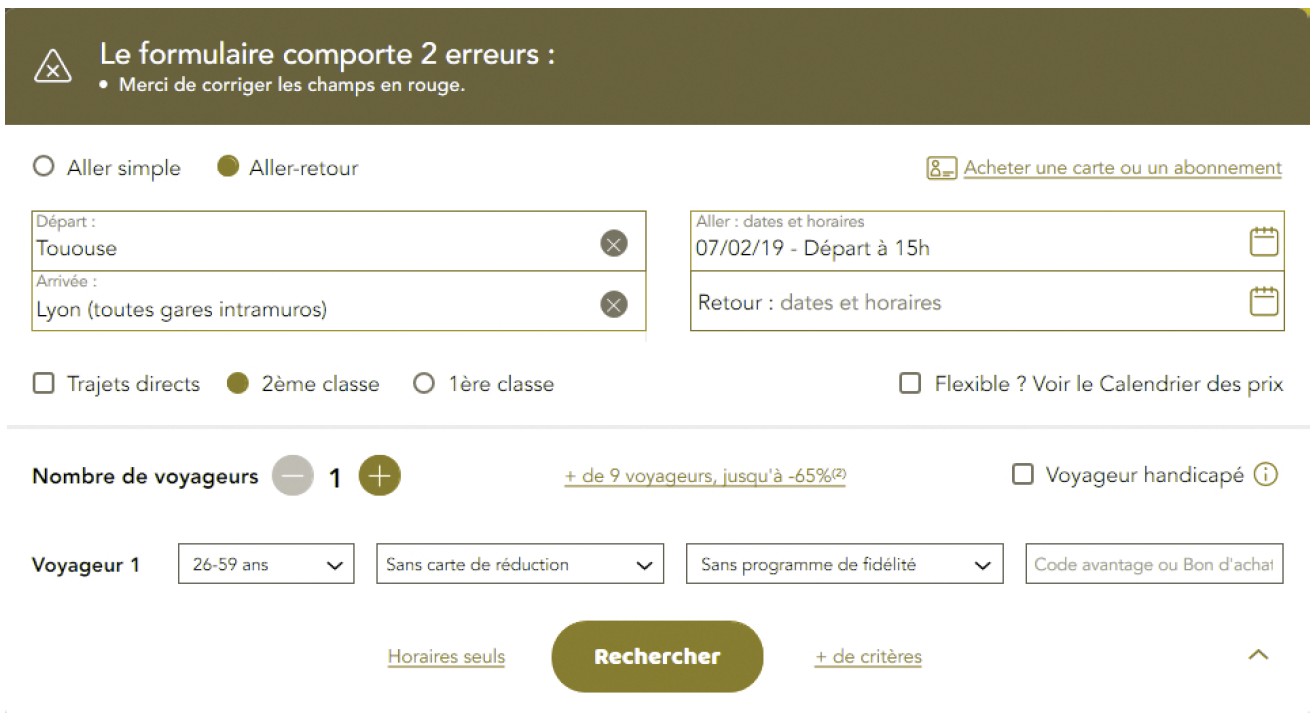 Le formulaire comporte 2 erreurs :
• Merci de corriger les champs en rouge.
Aller simple Aller-retour Acheter une carte ou un abonnement
Départ :
Tououse
Arrivée :
Lyon (toutes gares intramuros)
Aller : dates et horaires
07/02/19 - Départ à 15h
Retour : dates et horaires
Trajets directs 2ème classe 1ère classe Flexible ? Voir le Calendrier des prix
Nombre de voyageurs 1 + de 9 voyageurs, jusqu'à -65%(2) Voyageur handicapé
Voyageur 1 26-59 ans Sans carte de réduction Sans programme de fidélité Code avantage ou Bon d'achat
Horaires seuls Rechercher + de critères